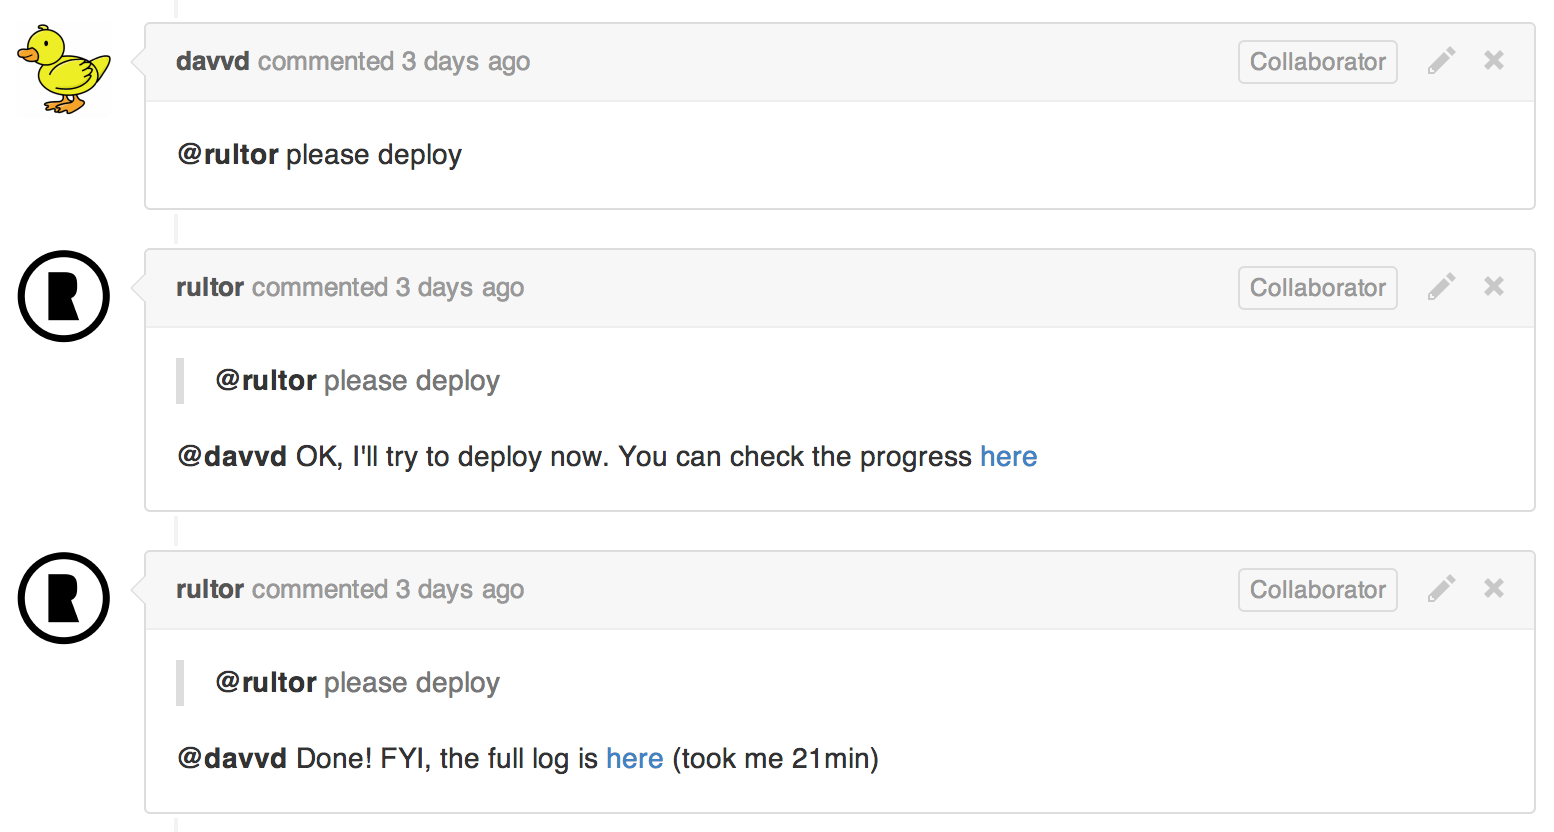 davvd commented 3 days ago Collaborator
@rultor please deploy
R
rultor commented 3 days ago Collaborator
@rultor please deploy
@davvd OK, I'll try to deploy now. You can check the progress here
R
rultor commented 3 days ago Collaborator
@rultor please deploy
@davvd Done! FYI, the full log is here (took me 21min)